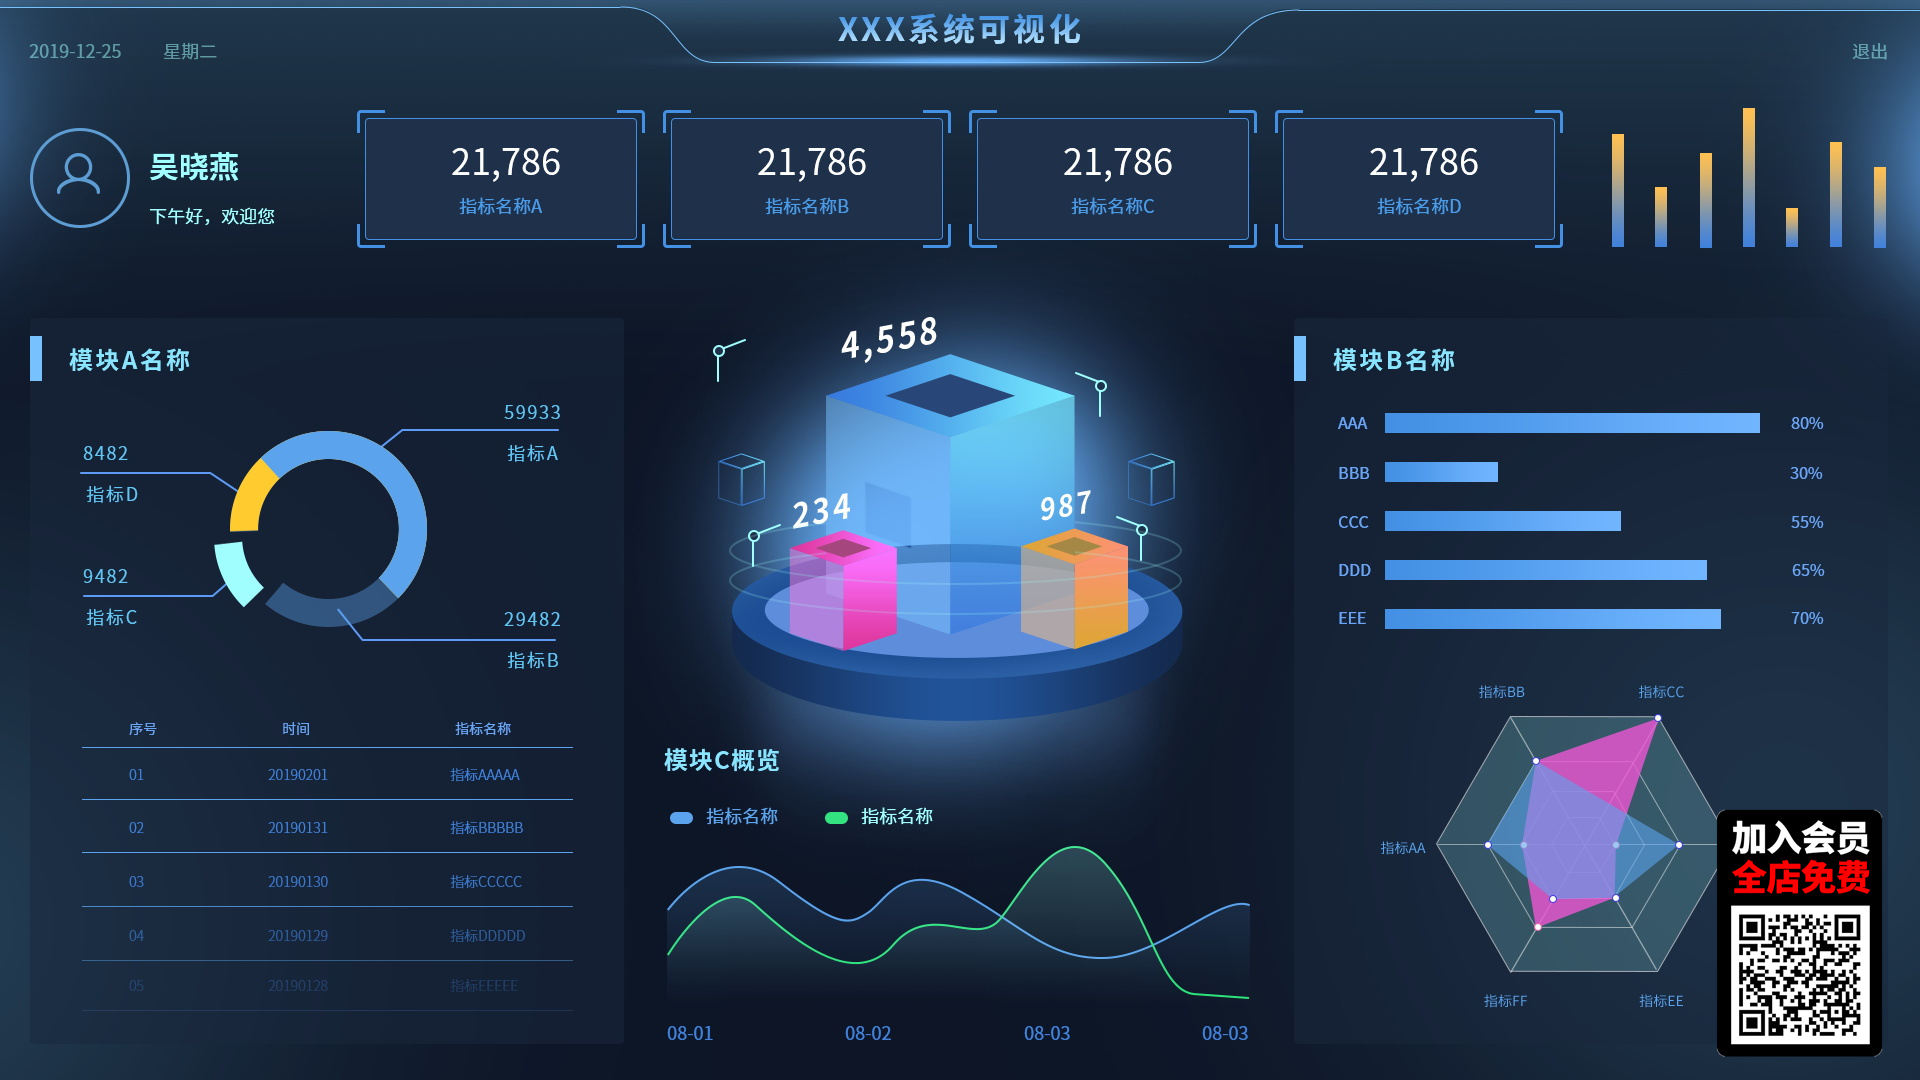 XXX系统可视化
2019-12-25
星期二
退出
吴晓燕
下午好，欢迎您
21,786
指标名称A
21,786
指标名称B
21,786
指标名称C
21,786
指标名称D
模块A名称
59933
指标A
8482
指标D
9482
指标C
29482
指标B
序号 时间 指标名称
01 20190201 指标AAAAA
02 20190131 指标BBBBB
03 20190130 指标CCCCC
04 20190129 指标DDDDD
05 20190128 指标EEEEE
4,558
234
987
模块C概览
指标名称
指标名称
08-01
08-02
08-03
08-03
模块B名称
AAA 80%
BBB 30%
CCC 55%
DDD 65%
EEE 70%
指标BB
指标CC
指标AA
指标FF
指标EE
加入会员
全店免费